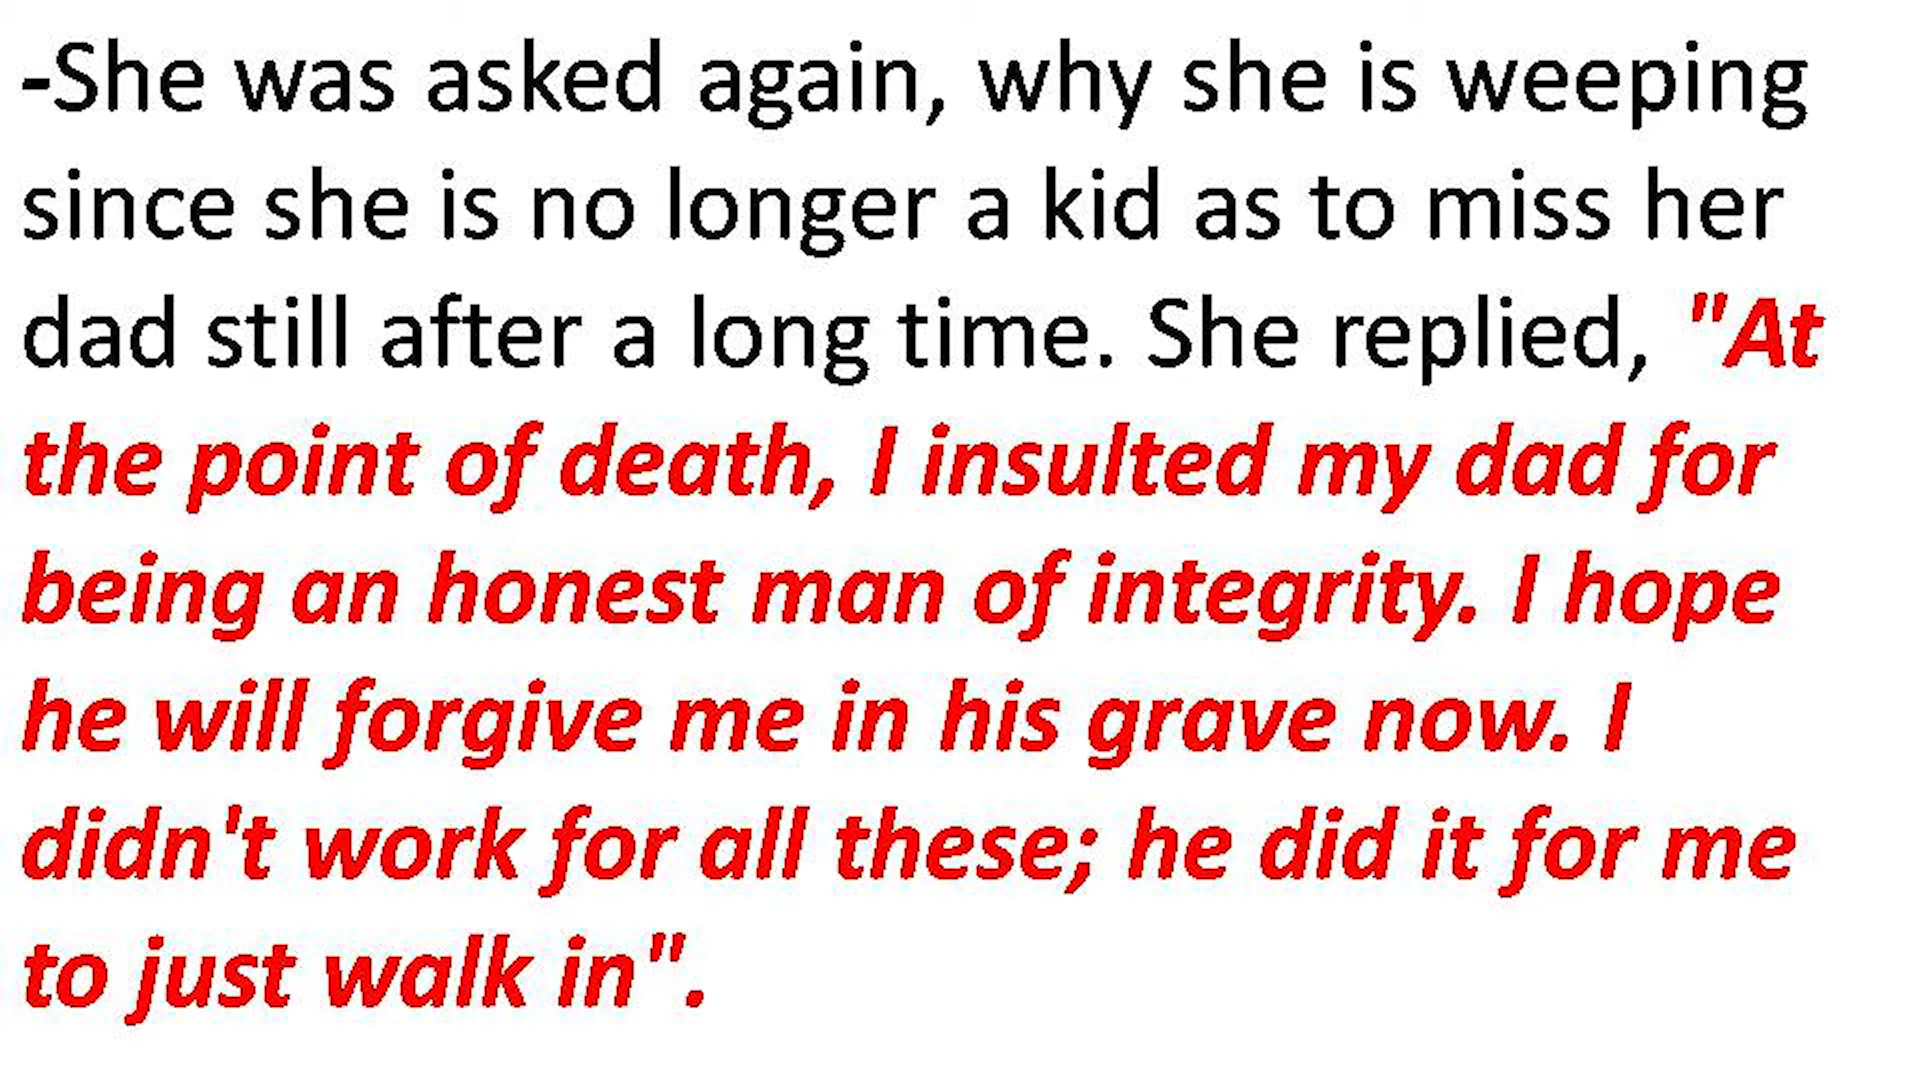 -She was asked again, why she is weeping
since she is no longer a kid as to miss her
dad still after a long time. She replied, "At
the point of death, I insulted my dad for
being an honest man of integrity. I hope
he will forgive me in his grave now. I
didn't work for all these; he did it for me
to just walk in".